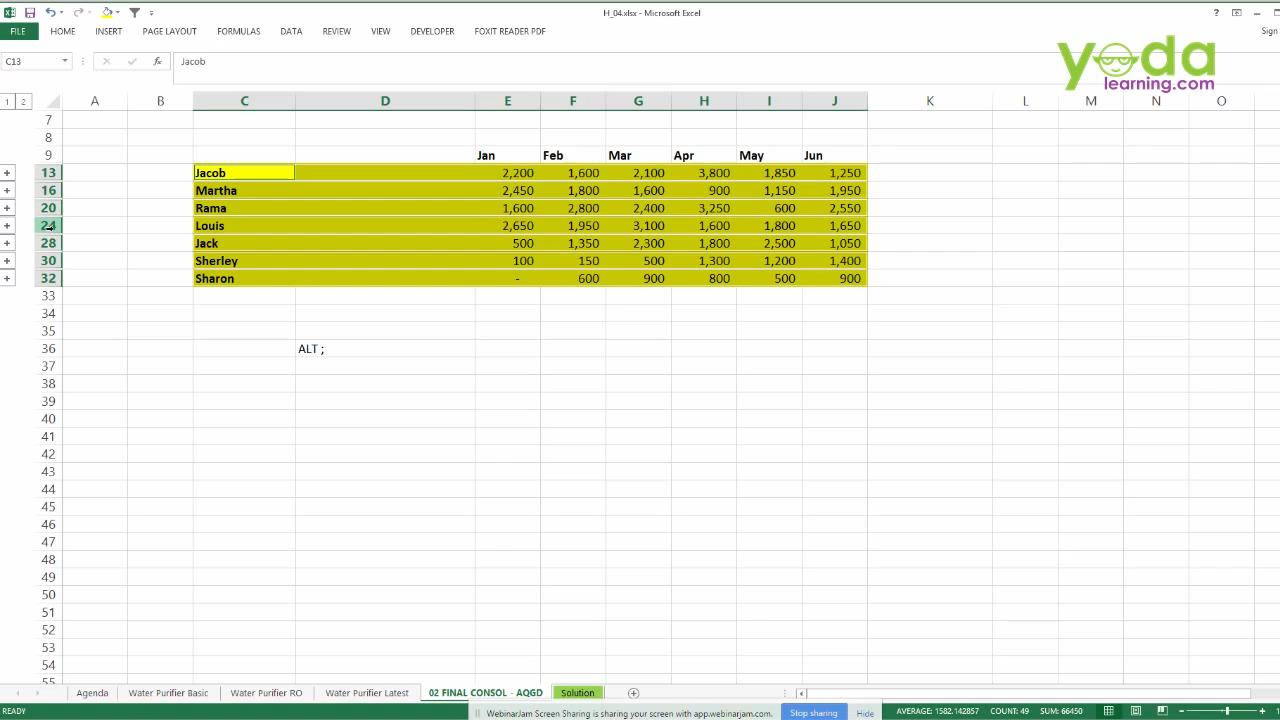 H_04.xlsx - Microsoft Excel
FILE HOME INSERT PAGE LAYOUT FORMULAS DATA REVIEW VIEW DEVELOPER FOXIT READER PDF Sign
yoda
learning.com
C13 fx Jacob
1 2 A B C D E F G H I J K L M N O
7
8
9 Jan Feb Mar Apr May Jun
13 Jacob 2,200 1,600 2,100 3,800 1,850 1,250
16 Martha 2,450 1,800 1,600 900 1,150 1,950
20 Rama 1,600 2,800 2,400 3,250 600 2,550
24 Louis 2,650 1,950 3,100 1,600 1,800 1,650
28 Jack 500 1,350 2,300 1,800 2,500 1,050
30 Sherley 100 150 500 1,300 1,200 1,400
32 Sharon - 600 900 800 500 900
33
34
35
36 ALT ;
37
38
39
40
41
42
43
44
45
46
47
48
49
50
51
52
53
54
55
Agenda Water Purifier Basic Water Purifier RO Water Purifier Latest 02 FINAL CONSOL - AQGD Solution
READY WebinarJam Screen Sharing is sharing your screen with app.webinarjam.com. Stop sharing Hide AVERAGE: 1582.142857 COUNT: 49 SUM: 66450